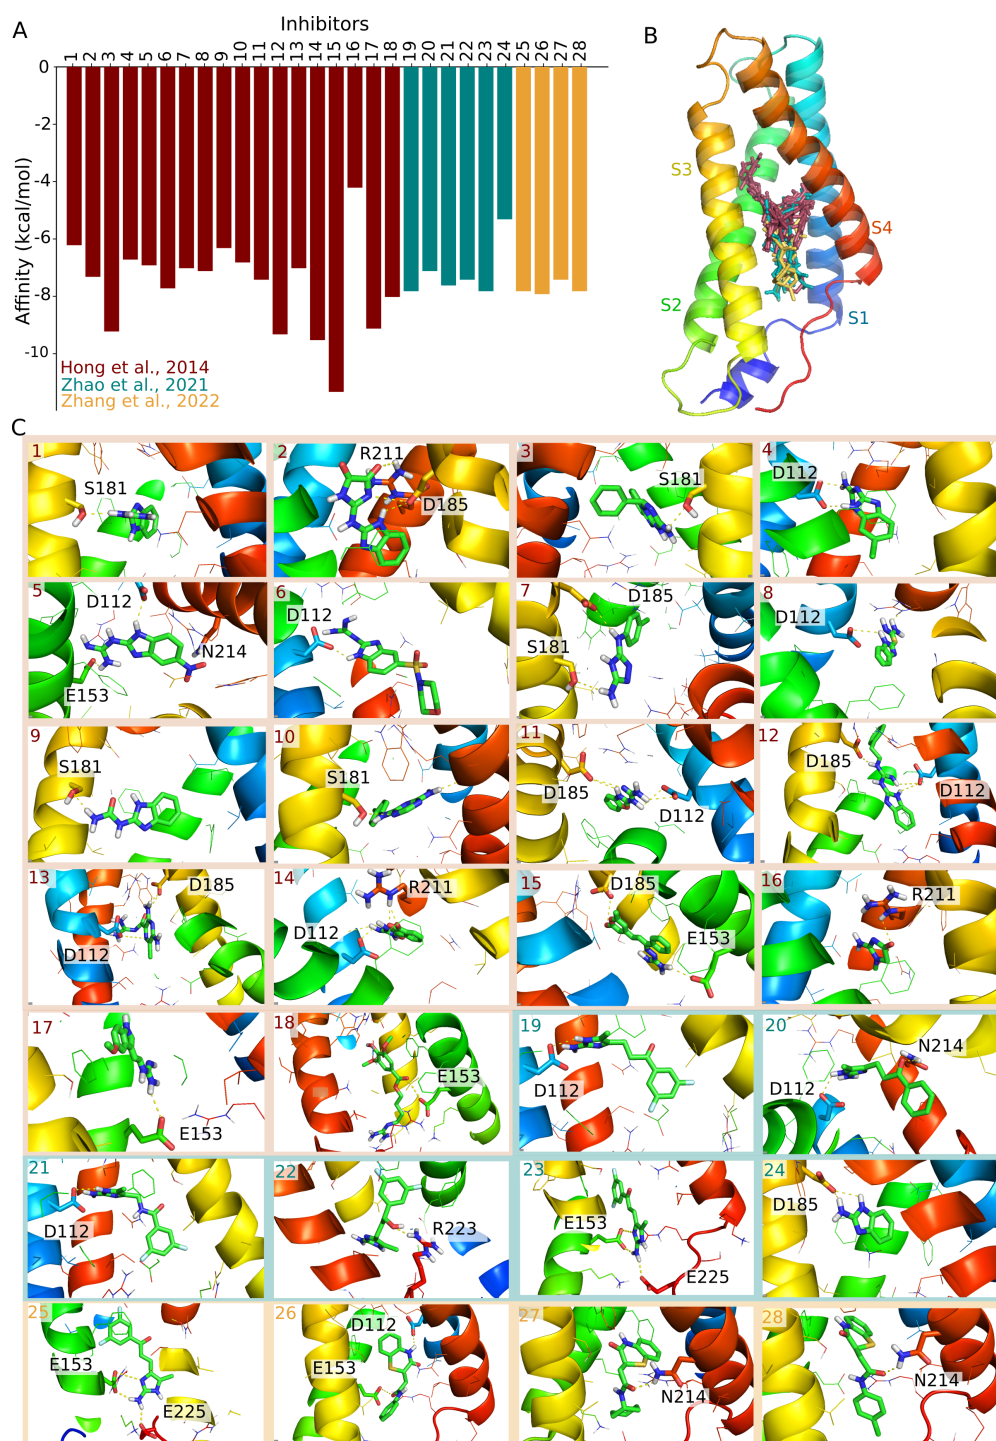 A
Inhibitors
1 2 3 4 5 6 7 8 9 10 11 12 13 14 15 16 17 18 19 20 21 22 23 24 25 26 27 28
0
-2
-4
-6
-8
-10
Affinity (kcal/mol)
Hong et al., 2014
Zhao et al., 2021
Zhang et al., 2022
B
S3
S4
S2
S1
C
1
S181
2
R211
D185
3
S181
4
D112
5
D112
N214
E153
6
D112
7
D185
S181
8
D112
9
S181
10
S181
11
D185
D112
12
D185
D112
13
D185
D112
14
R211
D112
15
D185
E153
16
R211
17
E153
18
E153
19
D112
20
N214
D112
21
D112
22
R223
23
E153
E225
24
D185
25
E153
E225
26
D112
E153
27
N214
28
N214